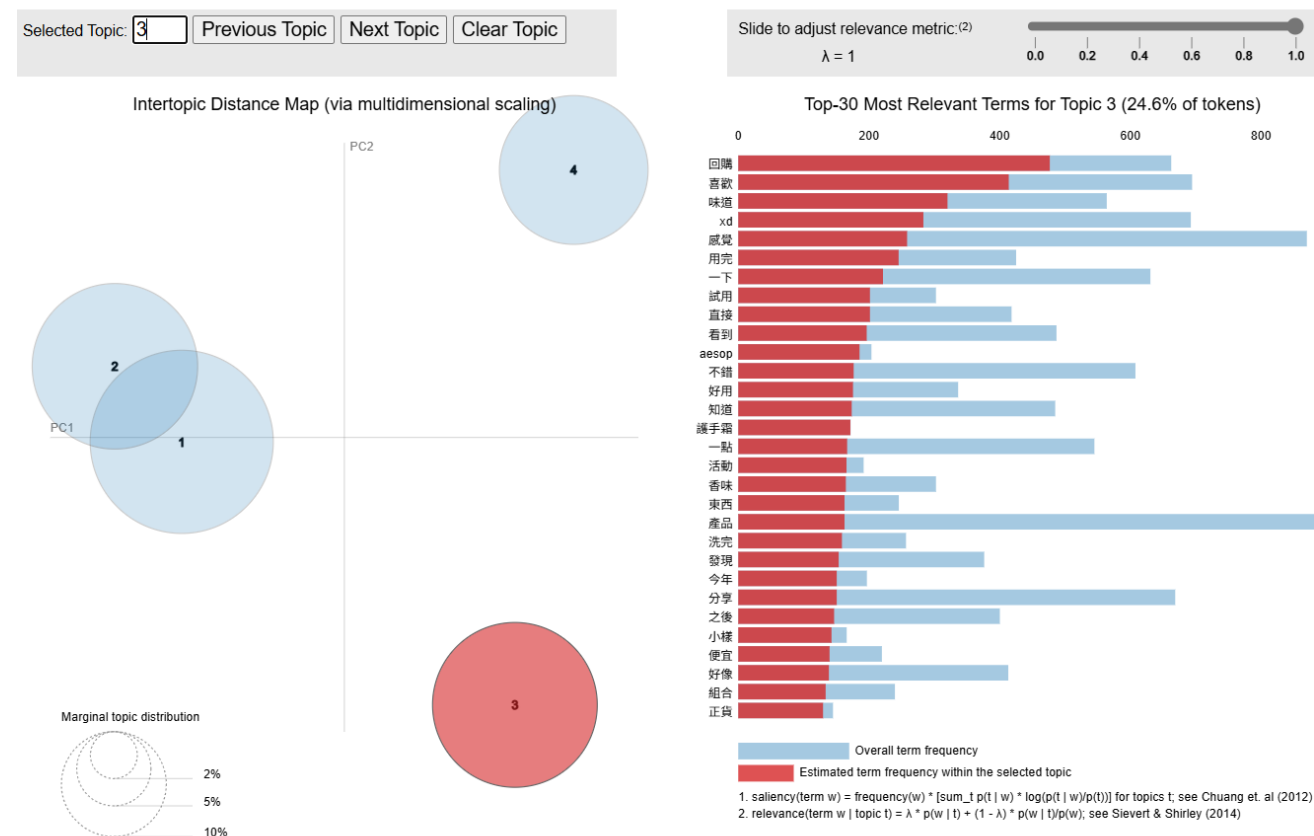 Selected Topic: 3 Previous Topic Next Topic Clear Topic
Slide to adjust relevance metric:(2)
λ = 1
0.0 0.2 0.4 0.6 0.8 1.0
Intertopic Distance Map (via multidimensional scaling)
PC2
PC1
4
2
1
3
Marginal topic distribution
2%
5%
10%
Top-30 Most Relevant Terms for Topic 3 (24.6% of tokens)
0 200 400 600 800
回購
喜歡
味道
xd
感覺
用完
一下
試用
直接
看到
aesop
不錯
好用
知道
護手霜
一點
活動
香味
東西
產品
洗完
發現
今年
分享
之後
小樣
便宜
好像
組合
正貨
Overall term frequency
Estimated term frequency within the selected topic
1. saliency(term w) = frequency(w) * [sum_t p(t | w) * log(p(t | w)/p(t))] for topics t; see Chuang et. al (2012)
2. relevance(term w | topic t) = λ * p(w | t) + (1 - λ) * p(w | t)/p(w); see Sievert & Shirley (2014)